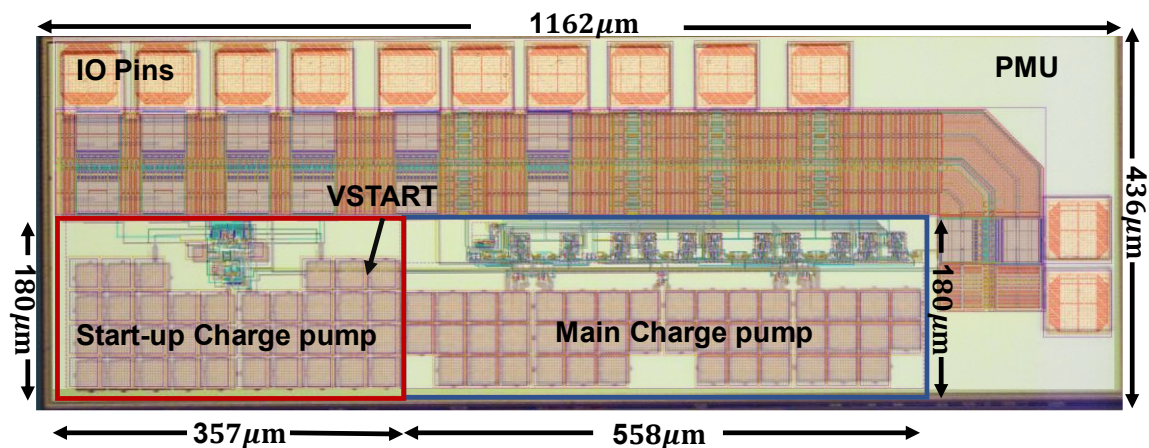 1162μm
IO Pins
PMU
VSTART
436μm
180μm
180μm
Start-up Charge pump
Main Charge pump
357μm
558μm